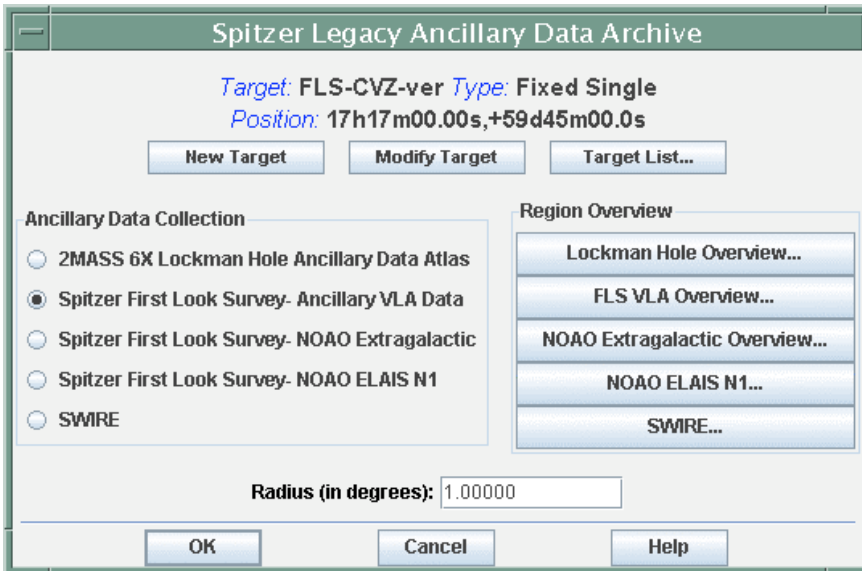 Spitzer Legacy Ancillary Data Archive
Target: FLS-CVZ-ver Type: Fixed Single
Position: 17h17m00.00s,+59d45m00.0s
New Target
Modify Target
Target List...
Ancillary Data Collection
2MASS 6X Lockman Hole Ancillary Data Atlas
Spitzer First Look Survey- Ancillary VLA Data
Spitzer First Look Survey- NOAO Extragalactic
Spitzer First Look Survey- NOAO ELAIS N1
SWIRE
Region Overview
Lockman Hole Overview...
FLS VLA Overview...
NOAO Extragalactic Overview...
NOAO ELAIS N1...
SWIRE...
Radius (in degrees): 1.00000
OK
Cancel
Help